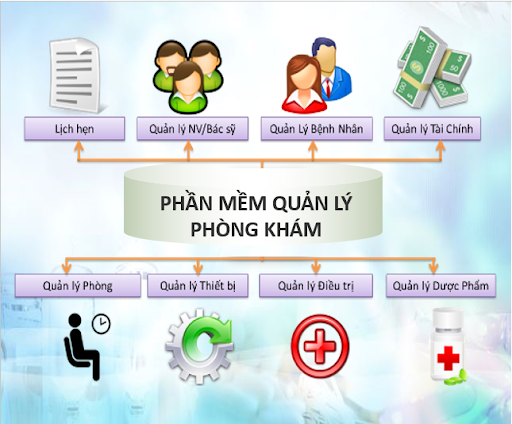 Lịch hẹn
Quản lý NV/Bác sỹ
Quản Lý Bệnh Nhân
Quản lý Tài Chính
PHẦN MỀM QUẢN LÝ
PHÒNG KHÁM
Quản lý Phòng
Quản lý Thiết bị
Quản lý Điều trị
Quản lý Dược Phẩm